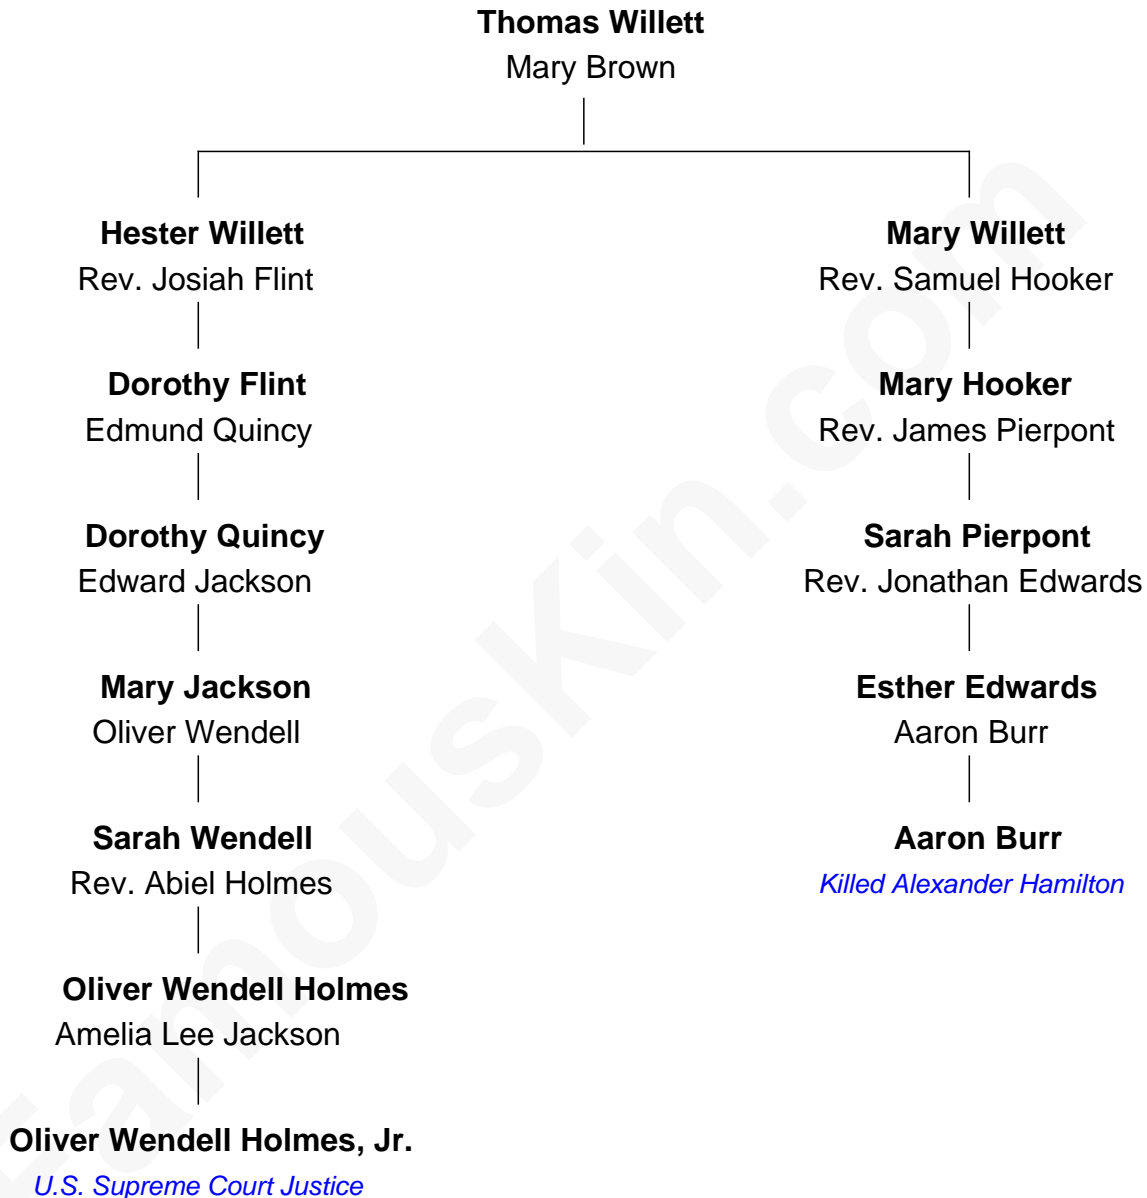 Thomas Willett
Mary Brown
Hester Willett
Rev. Josiah Flint
Dorothy Flint
Edmund Quincy
Dorothy Quincy
Edward Jackson
Mary Jackson
Oliver Wendell
Sarah Wendell
Rev. Abiel Holmes
Oliver Wendell Holmes
Amelia Lee Jackson
Oliver Wendell Holmes, Jr.
U.S. Supreme Court Justice
Mary Willett
Rev. Samuel Hooker
Mary Hooker
Rev. James Pierpont
Sarah Pierpont
Rev. Jonathan Edwards
Esther Edwards
Aaron Burr
Aaron Burr
Killed Alexander Hamilton
FamousKin.com